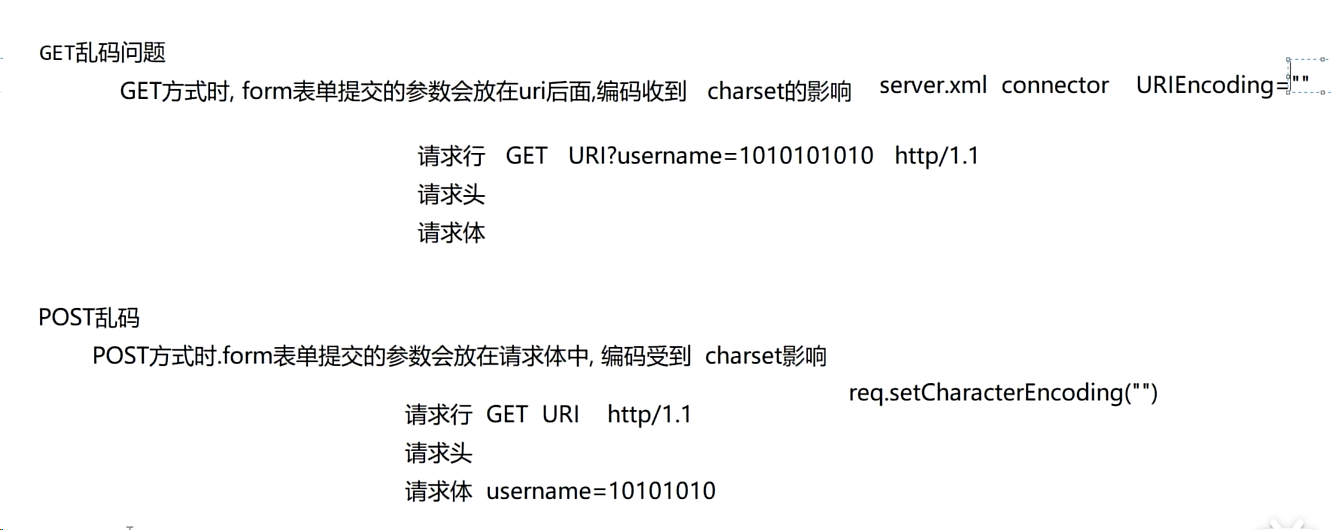 GET乱码问题
GET方式时, form表单提交的参数会放在uri后面,编码收到 charset的影响 server.xml connector URIEncoding=""
请求行 GET URI?username=1010101010 http/1.1
请求头
请求体
POST乱码
POST方式时.form表单提交的参数会放在请求体中, 编码受到 charset影响
req.setCharacterEncoding("")
请求行 GET URI http/1.1
请求头
请求体 username=10101010